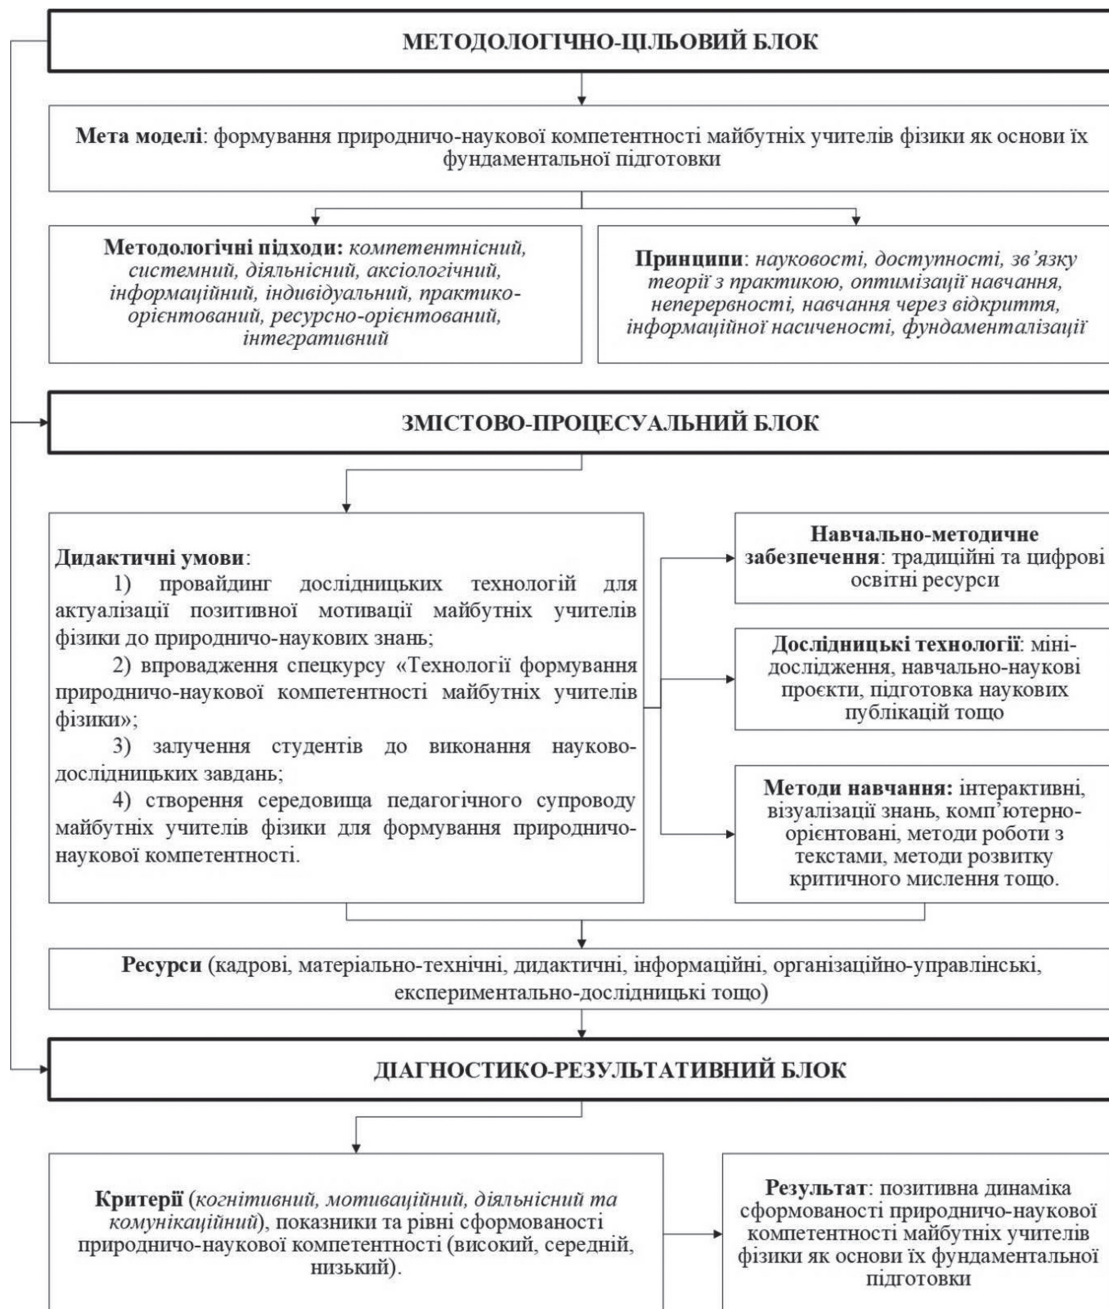 МЕТОДОЛОГІЧНО-ЦІЛЬОВИЙ БЛОК
Мета моделі: формування природничо-наукової компетентності майбутніх учителів фізики як основи їх
фундаментальної підготовки
Методологічні підходи: компетентнісний,
системний, діяльнісний, аксіологічний,
інформаційний, індивідуальний, практико-
орієнтований, ресурсно-орієнтований,
інтегративний
Принципи: науковості, доступності, зв’язку
теорії з практикою, оптимізації навчання,
неперервності, навчання через відкриття,
інформаційної насиченості, фундаменталізації
ЗМІСТОВО-ПРОЦЕСУАЛЬНИЙ БЛОК
Дидактичні умови:
1) провайдинг дослідницьких технологій для
актуалізації позитивної мотивації майбутніх учителів
фізики до природничо-наукових знань;
2) впровадження спецкурсу «Технології формування
природничо-наукової компетентності майбутніх учителів
фізики»;
3) залучення студентів до виконання науково-
дослідницьких завдань;
4) створення середовища педагогічного супроводу
майбутніх учителів фізики для формування природничо-
наукової компетентності.
Навчально-методичне
забезпечення: традиційні та цифрові
освітні ресурси
Дослідницькі технології: міні-
дослідження, навчально-наукові
проєкти, підготовка наукових
публікацій тощо
Методи навчання: інтерактивні,
візуалізації знань, комп’ютерно-
орієнтовані, методи роботи з
текстами, методи розвитку
критичного мислення тощо.
Ресурси (кадрові, матеріально-технічні, дидактичні, інформаційні, організаційно-управлінські,
експериментально-дослідницькі тощо)
ДІАГНОСТИКО-РЕЗУЛЬТАТИВНИЙ БЛОК
Критерії (когнітивний, мотиваційний, діяльнісний та
комунікаційний), показники та рівні сформованості
природничо-наукової компетентності (високий, середній,
низький).
Результат: позитивна динаміка
сформованості природничо-наукової
компетентності майбутніх учителів
фізики як основи їх фундаментальної
підготовки